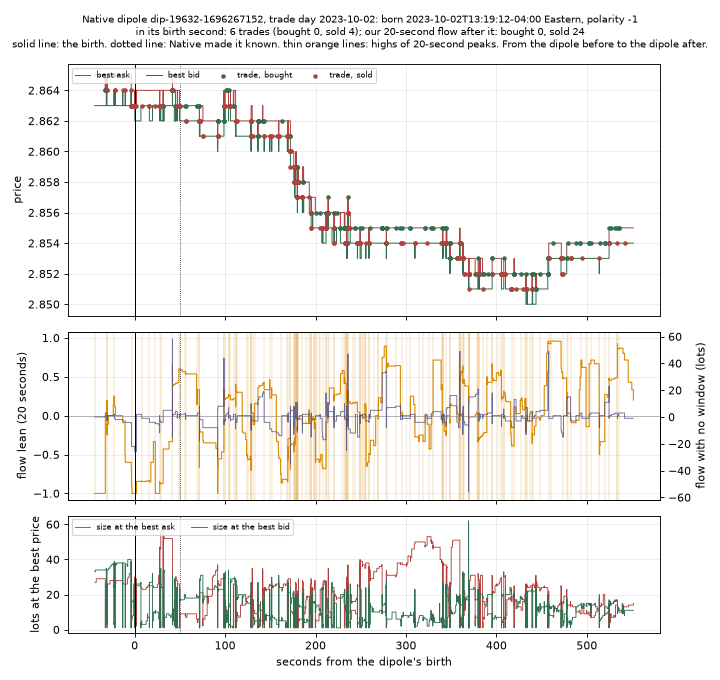 Native dipole dip-19632-1696267152, trade day 2023-10-02: born 2023-10-02T13:19:12-04:00 Eastern, polarity -1
in its birth second: 6 trades (bought 0, sold 4); our 20-second flow after it: bought 0, sold 24
solid line: the birth. dotted line: Native made it known. thin orange lines: highs of 20-second peaks. From the dipole before to the dipole after.
best ask
best bid
trade, bought
trade, sold
2.864
2.862
2.860
2.858
2.856
2.854
2.852
2.850
price
1.0
0.5
0.0
−0.5
−1.0
flow lean (20 seconds)
60
40
20
0
−20
−40
−60
flow with no window (lots)
size at the best ask
size at the best bid
60
40
20
0
lots at the best price
0
100
200
300
400
500
seconds from the dipole's birth